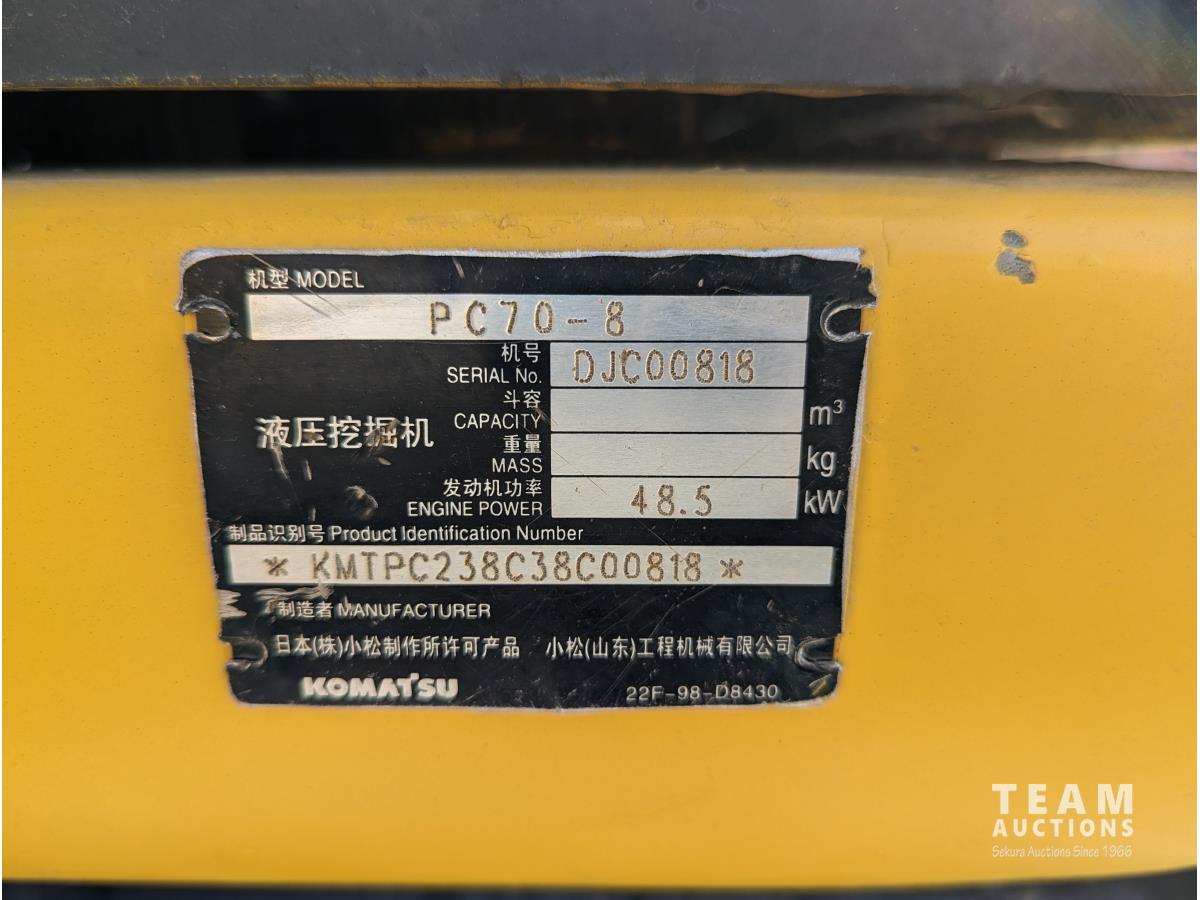 机型 MODEL
PC70-8
机号
SERIAL No. DJC00818
斗容
CAPACITY m³
液压挖掘机
重量
MASS kg
发动机功率
ENGINE POWER 48.5 kW
制品识别号 Product Identification Number
* KMTPC238C38C00818 *
制造者 MANUFACTURER
日本(株)小松制作所许可产品 小松(山东)工程机械有限公司
KOMATSU 22F-98-D8430
TEAM
AUCTIONS
Sekura Auctions Since 1966